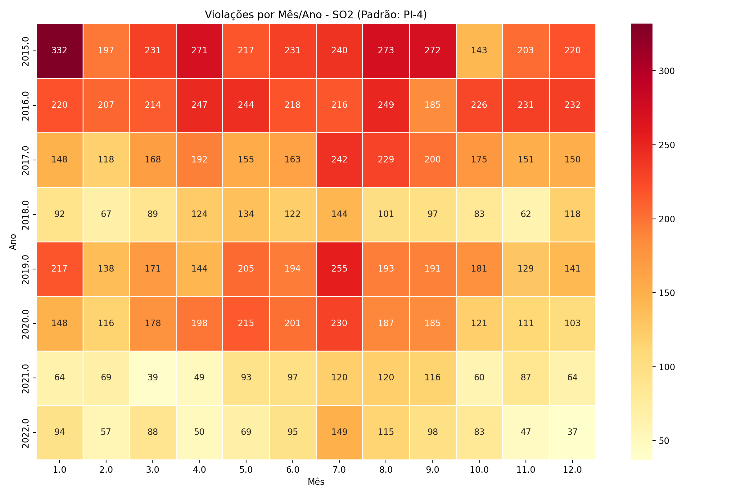 Violações por Mês/Ano - SO2 (Padrão: PI-4)
Ano
2015.0 332 197 231 271 217 231 240 273 272 143 203 220
2016.0 220 207 214 247 244 218 216 249 185 226 231 232
2017.0 148 118 168 192 155 163 242 229 200 175 151 150
2018.0 92 67 89 124 134 122 144 101 97 83 62 118
2019.0 217 138 171 144 205 194 255 193 191 181 129 141
2020.0 148 116 178 198 215 201 230 187 185 121 111 103
2021.0 64 69 39 49 93 97 120 120 116 60 87 64
2022.0 94 57 88 50 69 95 149 115 98 83 47 37
1.0 2.0 3.0 4.0 5.0 6.0 7.0 8.0 9.0 10.0 11.0 12.0
Mês
300
250
200
150
100
50